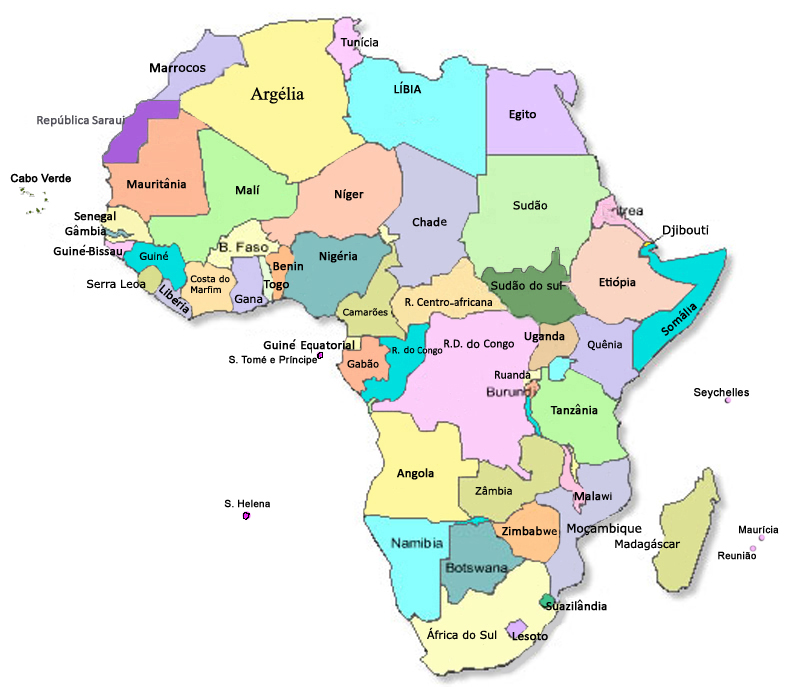 Tunícia
Marrocos
Argélia
LÍBIA
Egito
República Saraui
Cabo Verde
Mauritânia
Malí
Níger
Chade
Sudão
Eritrea
Djibouti
Senegal
Gâmbia
Guiné-Bissau
Guiné
Serra Leoa
Liberia
Costa do
Marfim
B. Faso
Gana
Togo
Benin
Nigéria
Camarões
R. Centro-africana
Sudão do sul
Etiópia
Somália
Guiné Equatorial
S. Tomé e Príncipe
Gabão
R. do Congo
R.D. do Congo
Uganda
Quênia
Ruanda
Burundi
Tanzânia
Seychelles
Angola
Zâmbia
Malawi
S. Helena
Moçambique
Zimbabwe
Madagáscar
Maurícia
Reunião
Namibia
Botswana
Suazilândia
África do Sul
Lesoto